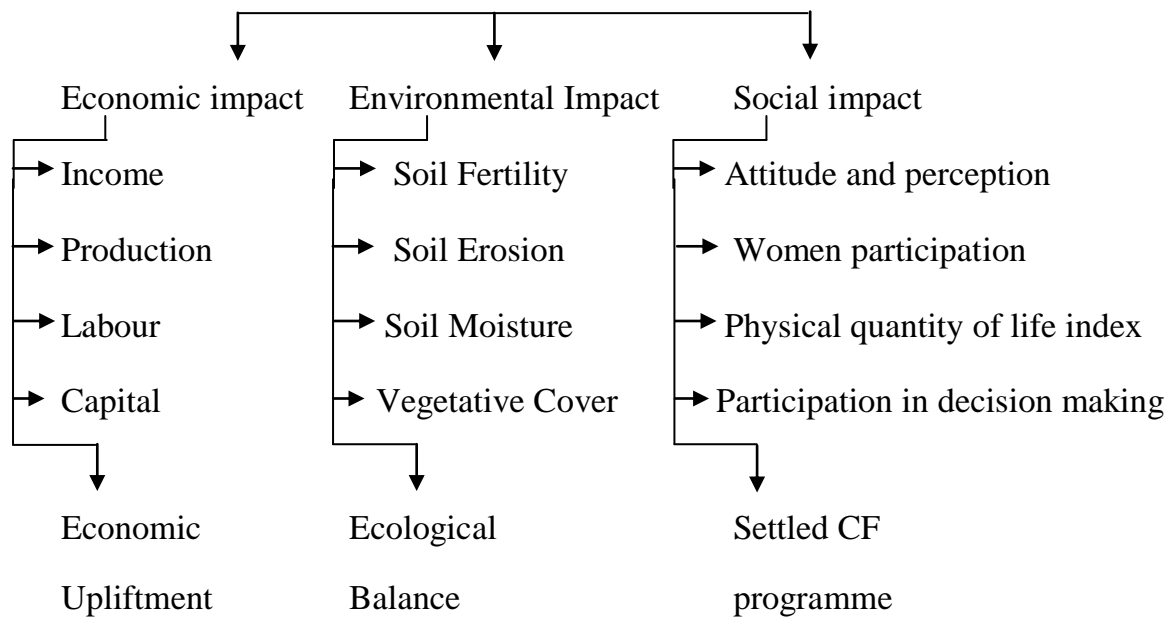 Economic impact Environmental Impact Social impact
Income Soil Fertility Attitude and perception
Production Soil Erosion Women participation
Labour Soil Moisture Physical quantity of life index
Capital Vegetative Cover Participation in decision making
Economic Ecological Settled CF
Upliftment Balance programme